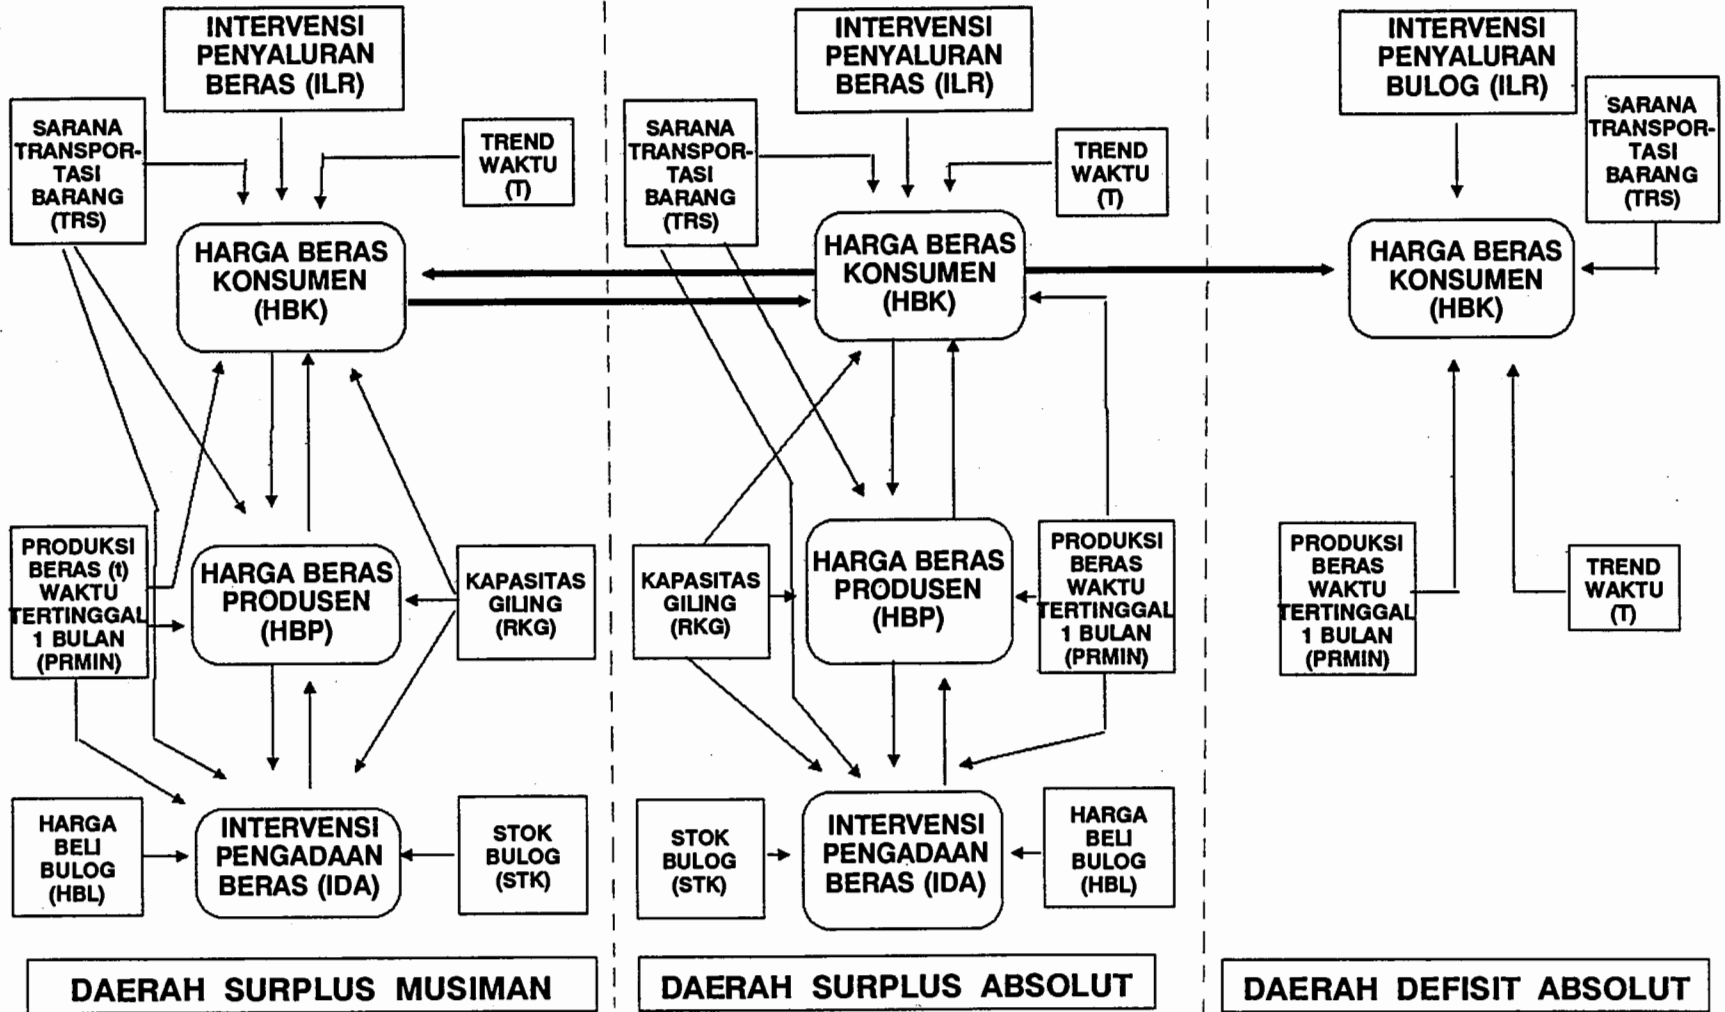 INTERVENSI
PENYALURAN
BERAS (ILR)
SARANA
TRANSPOR-
TASI
BARANG
(TRS)
TREND
WAKTU
(T)
HARGA BERAS
KONSUMEN
(HBK)
PRODUKSI
BERAS (t)
WAKTU
TERTINGGAL
1 BULAN
(PRMIN)
HARGA BERAS
PRODUSEN
(HBP)
KAPASITAS
GILING
(RKG)
HARGA
BELI
BULOG
(HBL)
INTERVENSI
PENGADAAN
BERAS (IDA)
STOK
BULOG
(STK)
DAERAH SURPLUS MUSIMAN
INTERVENSI
PENYALURAN
BERAS (ILR)
SARANA
TRANSPOR-
TASI
BARANG
(TRS)
TREND
WAKTU
(T)
HARGA BERAS
KONSUMEN
(HBK)
KAPASITAS
GILING
(RKG)
HARGA BERAS
PRODUSEN
(HBP)
PRODUKSI
BERAS
WAKTU
TERTINGGAL
1 BULAN
(PRMIN)
STOK
BULOG
(STK)
INTERVENSI
PENGADAAN
BERAS (IDA)
HARGA
BELI
BULOG
(HBL)
DAERAH SURPLUS ABSOLUT
INTERVENSI
PENYALURAN
BULOG (ILR)
SARANA
TRANSPOR-
TASI
BARANG
(TRS)
HARGA BERAS
KONSUMEN
(HBK)
PRODUKSI
BERAS
WAKTU
TERTINGGAL
1 BULAN
(PRMIN)
TREND
WAKTU
(T)
DAERAH DEFISIT ABSOLUT